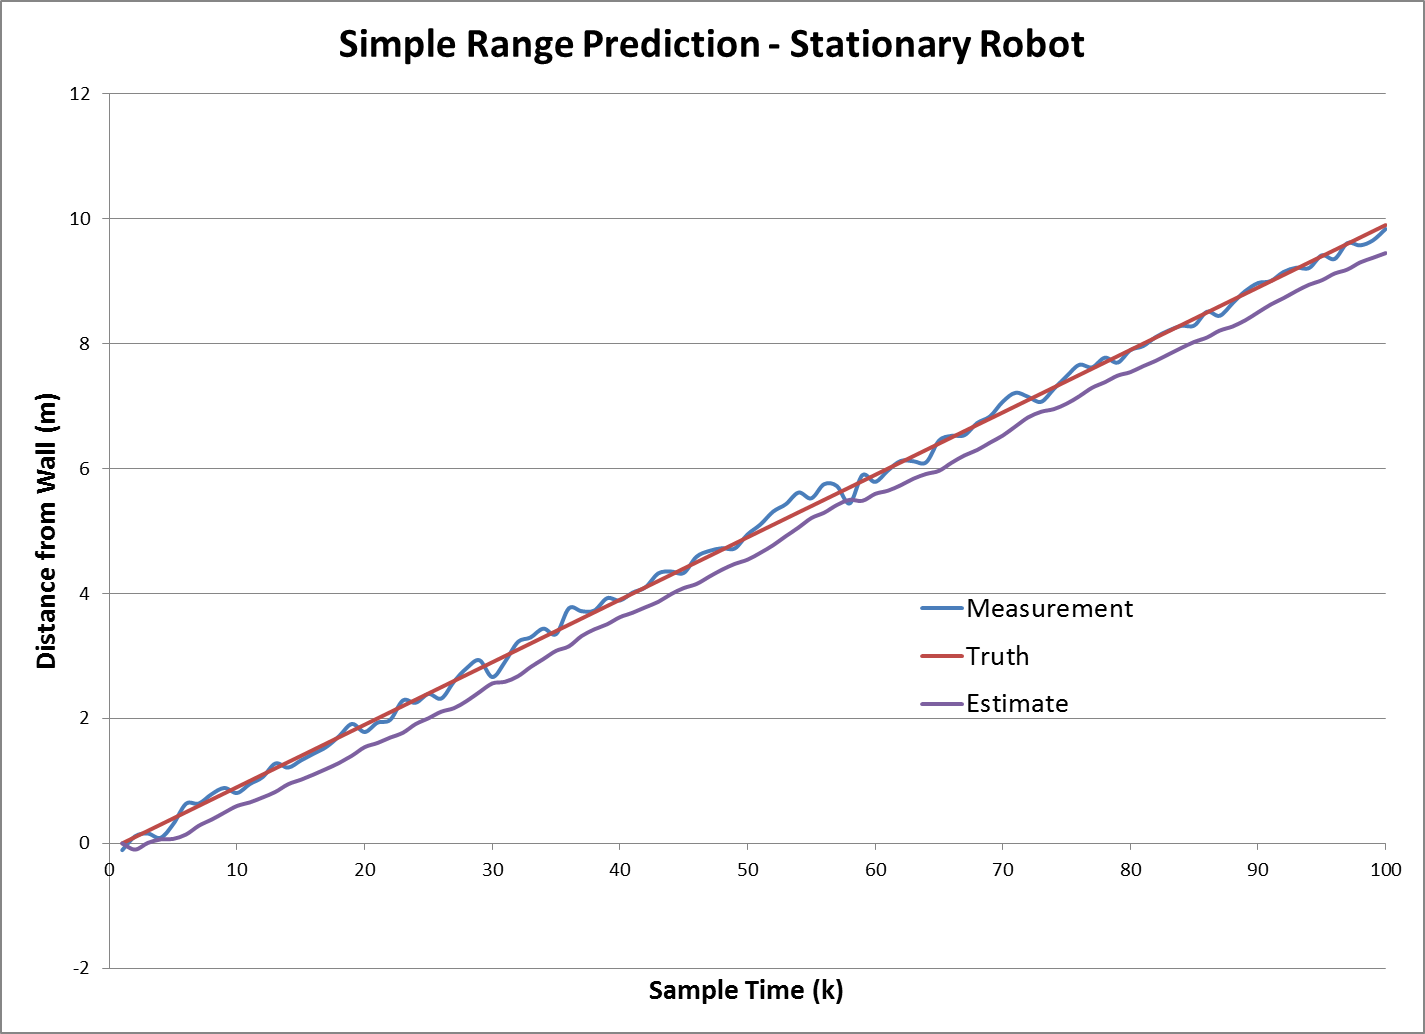 Simple Range Prediction - Stationary Robot
12
10
8
6
4
2
0
-2
Distance from Wall (m)
Measurement
Truth
Estimate
0 10 20 30 40 50 60 70 80 90 100
Sample Time (k)